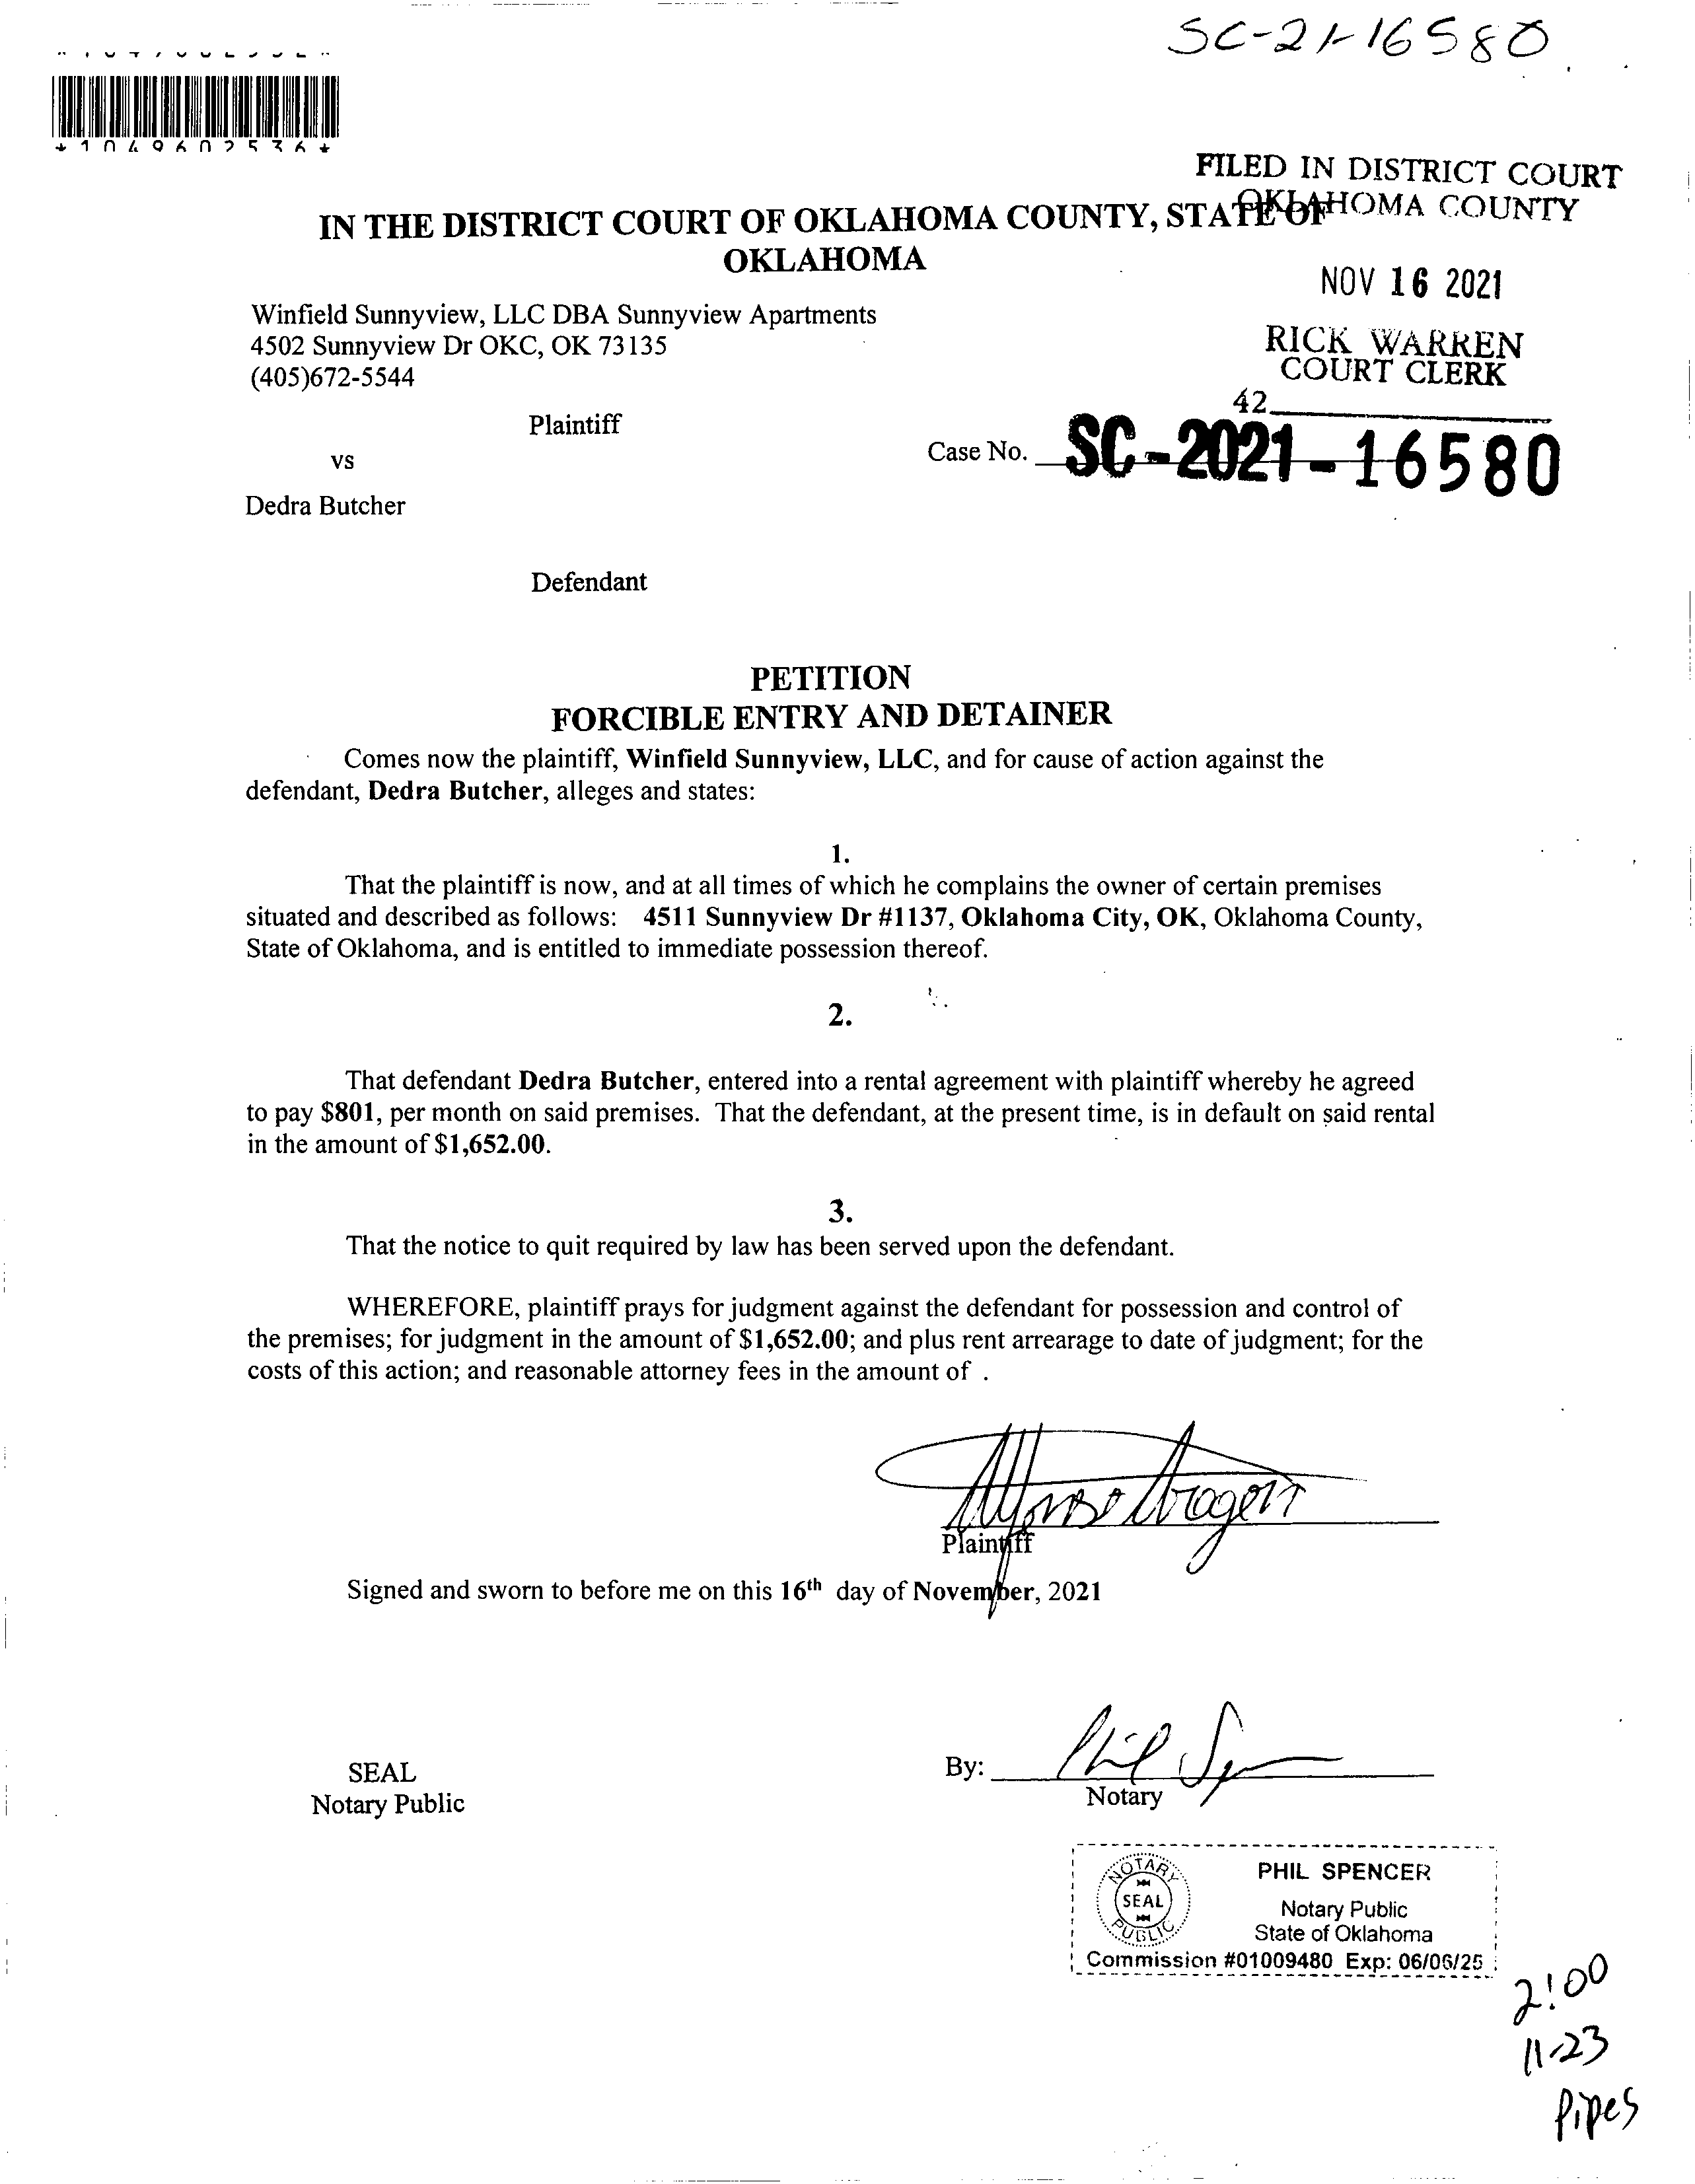 SC-21-16580
*1049602536*
FILED IN DISTRICT COURT
OKLAHOMA COUNTY
IN THE DISTRICT COURT OF OKLAHOMA COUNTY, STATE OF
OKLAHOMA
NOV 16 2021
Winfield Sunnyview, LLC DBA Sunnyview Apartments
4502 Sunnyview Dr OKC, OK 73135
(405)672-5544
RICK WARREN
COURT CLERK
42
Plaintiff
Case No. SC-2021-16580
vs
Dedra Butcher
Defendant
PETITION
FORCIBLE ENTRY AND DETAINER
Comes now the plaintiff, Winfield Sunnyview, LLC, and for cause of action against the
defendant, Dedra Butcher, alleges and states:
1.
That the plaintiff is now, and at all times of which he complains the owner of certain premises
situated and described as follows: 4511 Sunnyview Dr #1137, Oklahoma City, OK, Oklahoma County,
State of Oklahoma, and is entitled to immediate possession thereof.
2.
That defendant Dedra Butcher, entered into a rental agreement with plaintiff whereby he agreed
to pay $801, per month on said premises. That the defendant, at the present time, is in default on said rental
in the amount of $1,652.00.
3.
That the notice to quit required by law has been served upon the defendant.
WHEREFORE, plaintiff prays for judgment against the defendant for possession and control of
the premises; for judgment in the amount of $1,652.00; and plus rent arrearage to date of judgment; for the
costs of this action; and reasonable attorney fees in the amount of .
Plaintiff
Signed and sworn to before me on this 16th day of November, 2021
SEAL
Notary Public
By:
Notary
NOTARY PUBLIC
SEAL
PHIL SPENCER
Notary Public
State of Oklahoma
Commission #01009480 Exp: 06/06/25
2:00
11-23
Pipes